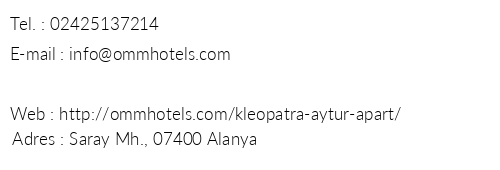 Tel. : 02425137214
E-mail : info@ommhotels.com
Web : http://ommhotels.com/kleopatra-aytur-apart/
Adres : Saray Mh., 07400 Alanya